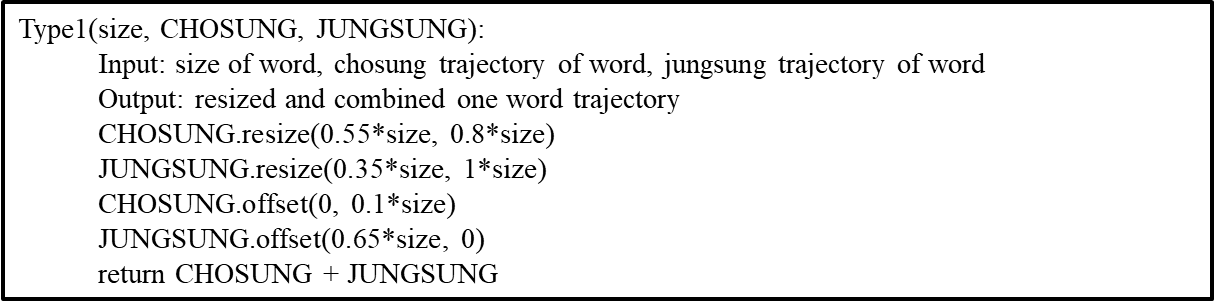 Type1(size, CHOSUNG, JUNGSUNG):
Input: size of word, chosung trajectory of word, jungsung trajectory of word
Output: resized and combined one word trajectory
CHOSUNG.resize(0.55*size, 0.8*size)
JUNGSUNG.resize(0.35*size, 1*size)
CHOSUNG.offset(0, 0.1*size)
JUNGSUNG.offset(0.65*size, 0)
return CHOSUNG + JUNGSUNG